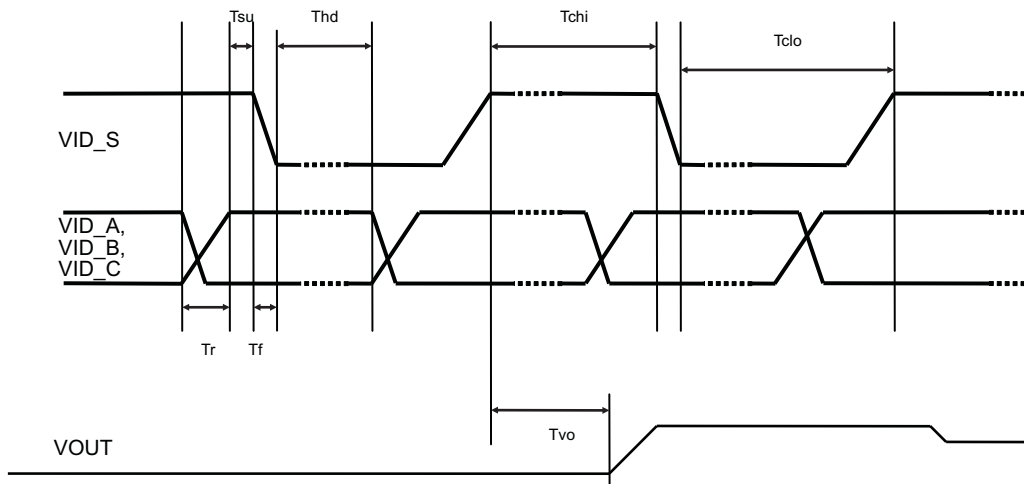 Tsu
Thd
Tchi
Tclo
VID_S
VID_A,
VID_B,
VID_C
Tr
Tf
Tvo
VOUT